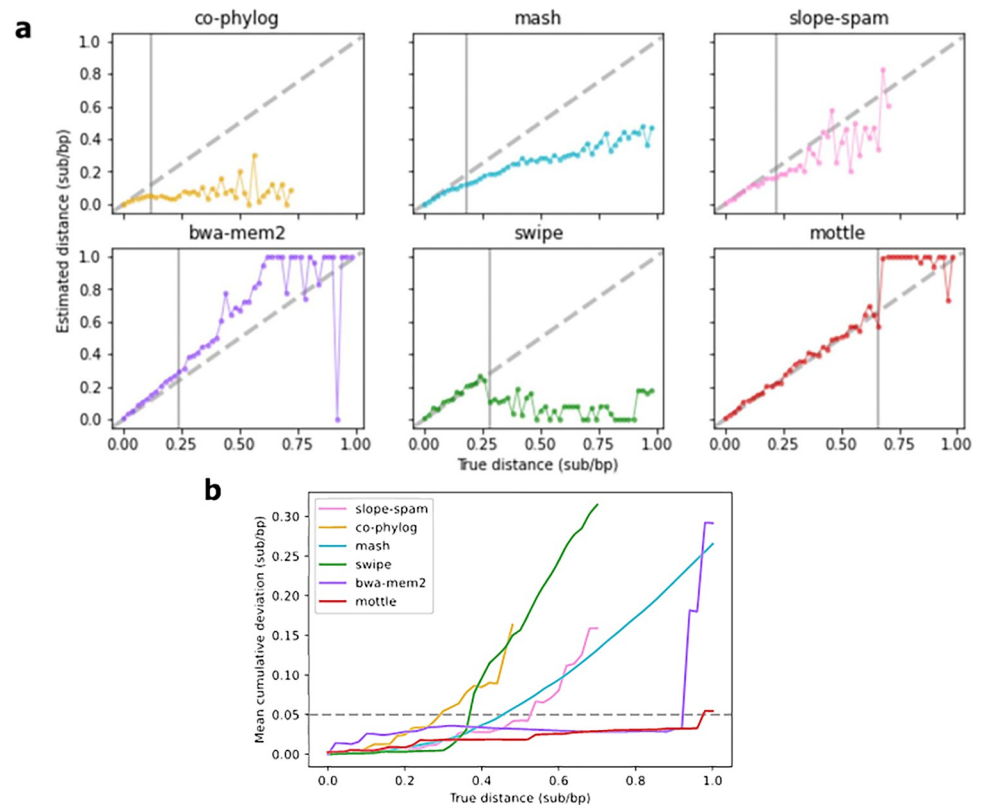 a
co-phylog mash slope-spam
1.0
0.8
0.6
0.4
0.2
0.0
bwa-mem2 swipe mottle
1.0
0.8
0.6
0.4
0.2
0.0
Estimated distance (sub/bp)
0.00 0.25 0.50 0.75 1.00 0.00 0.25 0.50 0.75 1.00 0.00 0.25 0.50 0.75 1.00
True distance (sub/bp)
b
slope-spam
co-phylog
mash
swipe
bwa-mem2
mottle
0.30
0.25
0.20
0.15
0.10
0.05
0.00
Mean cumulative deviation (sub/bp)
0.0 0.2 0.4 0.6 0.8 1.0
True distance (sub/bp)